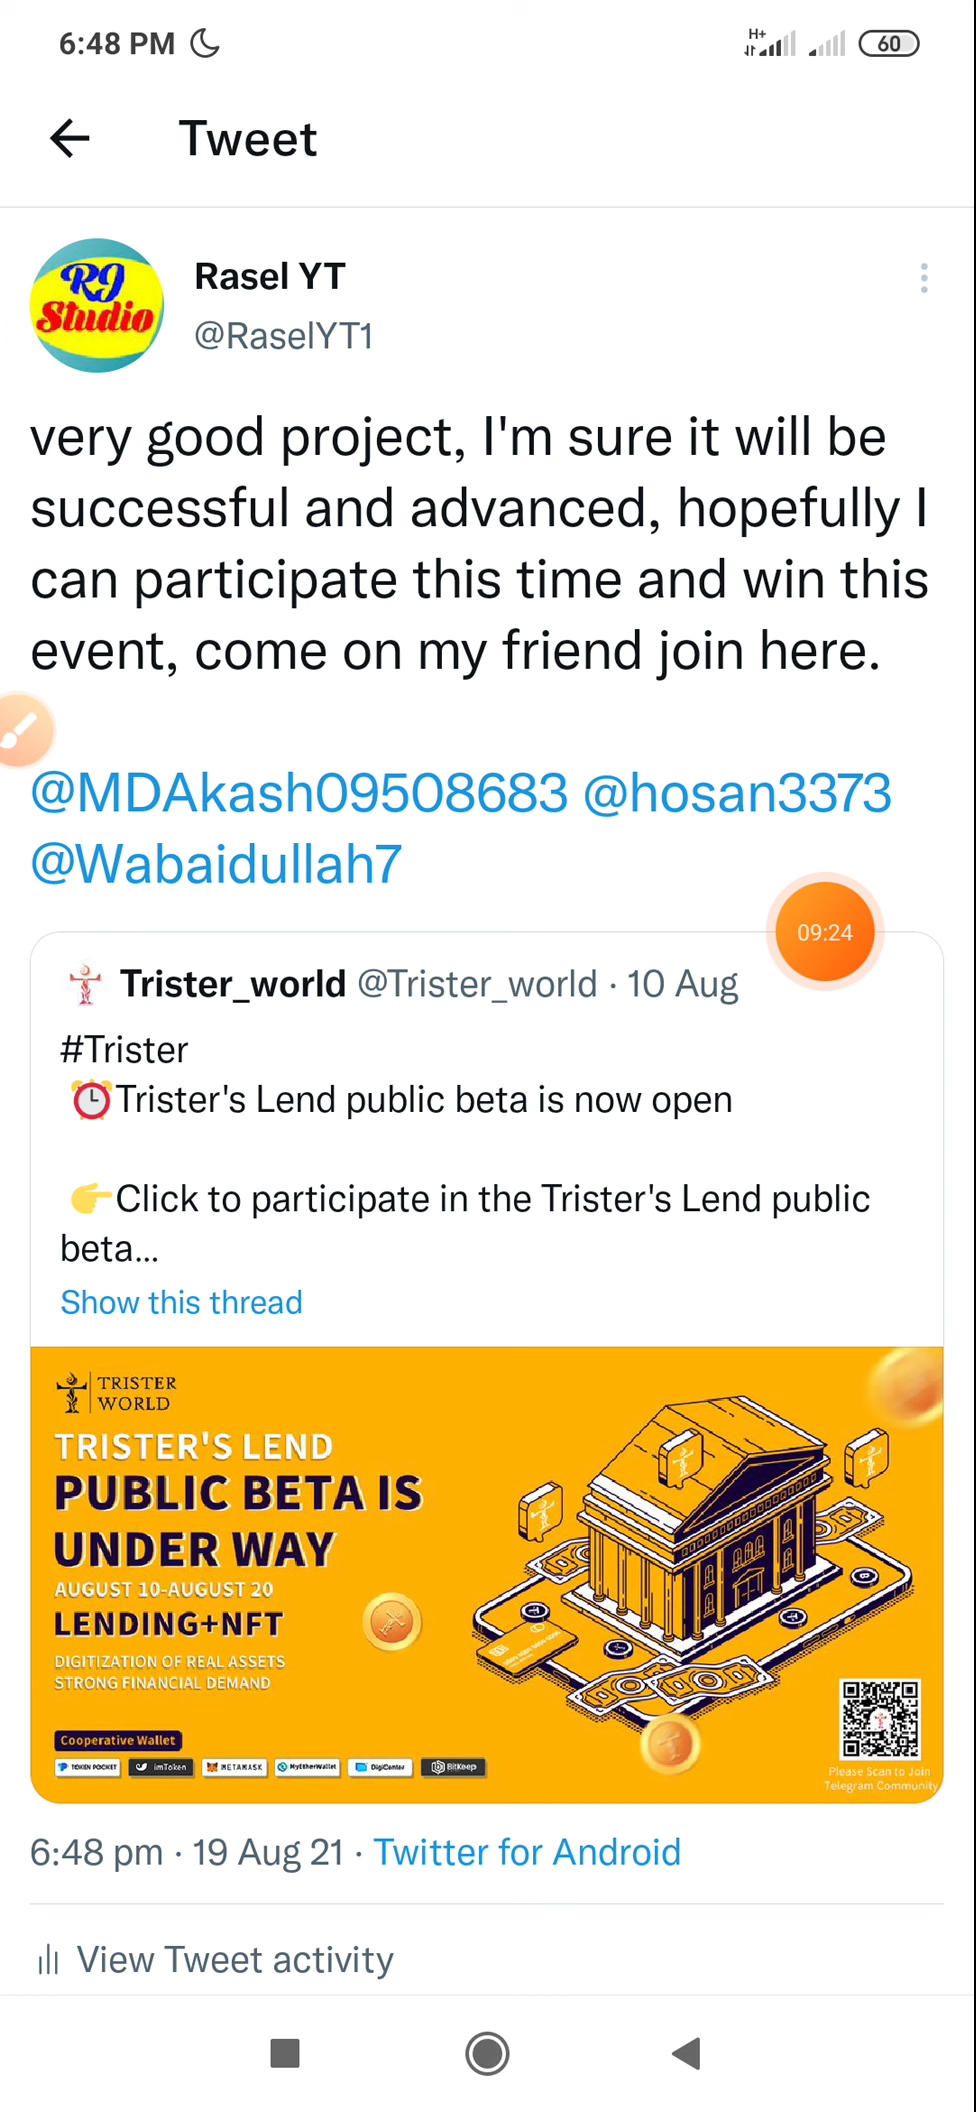 6:48 PM
H+
60
Tweet
RJ
Studio
Rasel YT
@RaselYT1
very good project, I'm sure it will be
successful and advanced, hopefully I
can participate this time and win this
event, come on my friend join here.
@MDAkash09508683 @hosan3373
@Wabaidullah7
09:24
Trister_world @Trister_world · 10 Aug
#Trister
⏰Trister's Lend public beta is now open
👉Click to participate in the Trister's Lend public
beta...
Show this thread
TRISTER
WORLD
TRISTER'S LEND
PUBLIC BETA IS
UNDER WAY
AUGUST 10-AUGUST 20
LENDING+NFT
DIGITIZATION OF REAL ASSETS
STRONG FINANCIAL DEMAND
Cooperative Wallet
TOKEN POCKET imToken METAMASK MyEtherWallet DigiCenter BitKeep
Please Scan to Join
Telegram Community
6:48 pm · 19 Aug 21 · Twitter for Android
View Tweet activity